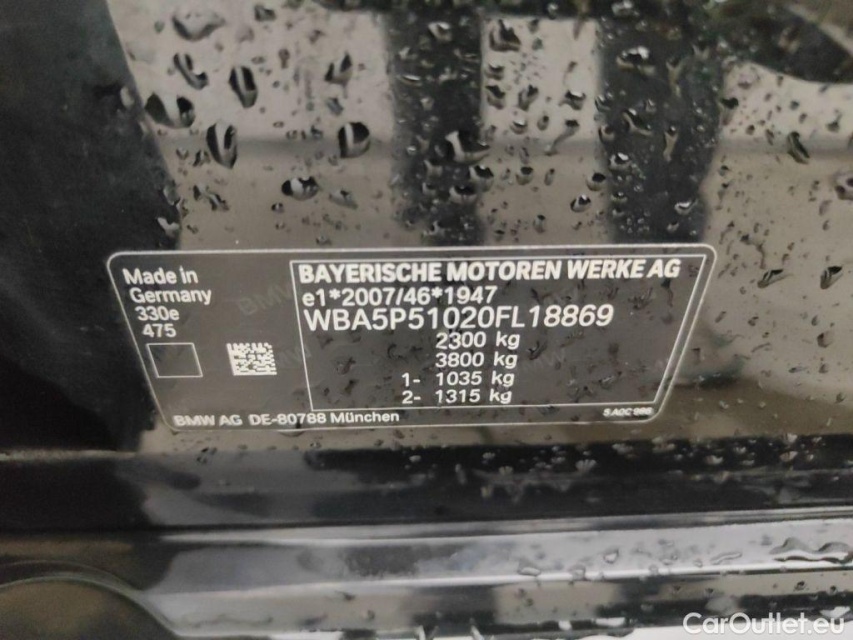 Made in
Germany
330e
475
BAYERISCHE MOTOREN WERKE AG
e1*2007/46*1947
WBA5P51020FL18869
2300 kg
3800 kg
1- 1035 kg
2- 1315 kg
BMW AG DE-80788 München
CarOutlet.eu